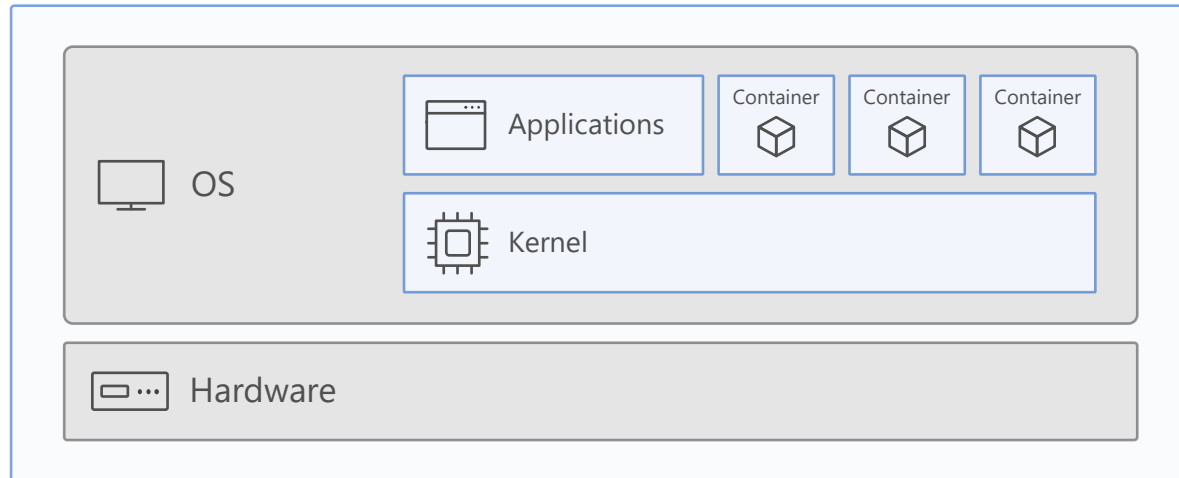 Applications
Container
Container
Container
OS
Kernel
Hardware